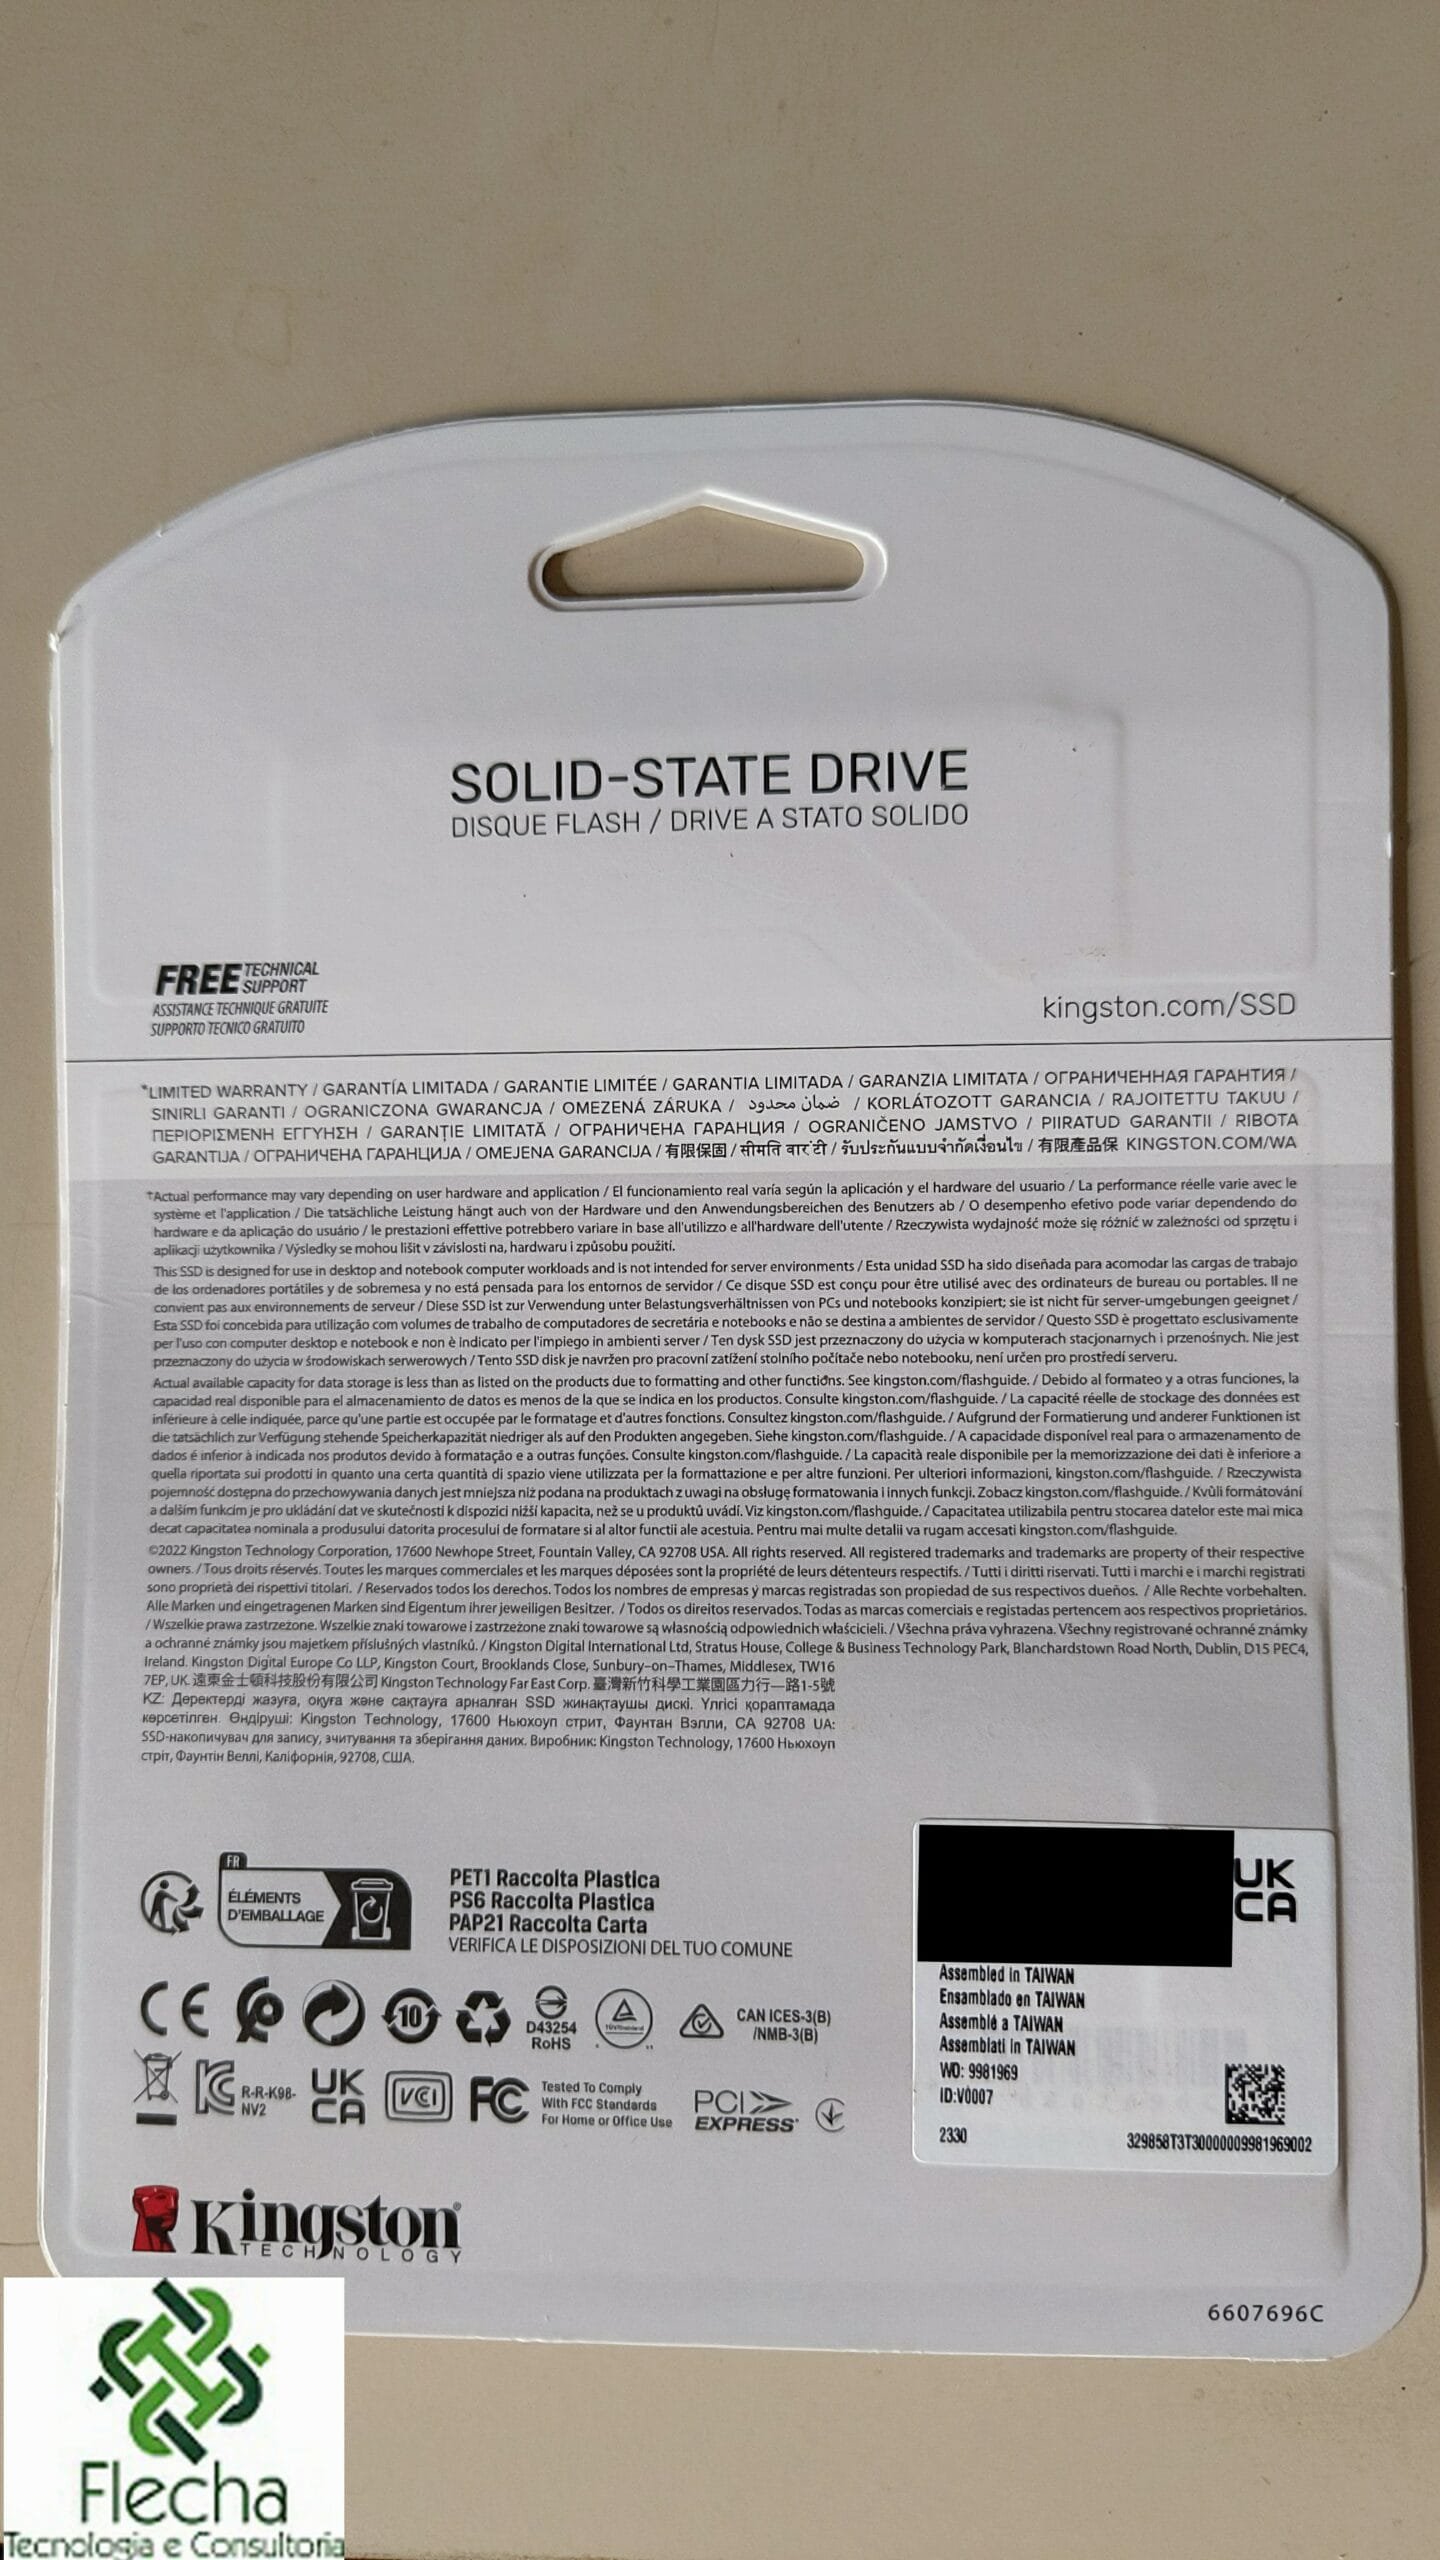 SOLID-STATE DRIVE
DISQUE FLASH / DRIVE A STATO SOLIDO
FREE TECHNICAL SUPPORT
ASSISTANCE TECHNIQUE GRATUITE
SUPPORTO TECNICO GRATUITO
kingston.com/SSD
*LIMITED WARRANTY / GARANTÍA LIMITADA / GARANTIE LIMITÉE / GARANTIA LIMITADA / GARANZIA LIMITATA / ОГРАНИЧЕННАЯ ГАРАНТИЯ /
SINIRLI GARANTI / OGRANICZONA GWARANCJA / OMEZENÁ ZÁRUKA / ضمان محدود / KORLÁTOZOTT GARANCIA / RAJOITETTU TAKUU /
ΠΕΡΙΟΡΙΣΜΕΝΗ ΕΓΓΥΗΣΗ / GARANȚIE LIMITATĂ / ОГРАНИЧЕНА ГАРАНЦИЯ / OGRANIČENO JAMSTVO / PIIRATUD GARANTII / RIBOTA
GARANTIJA / ОГРАНИЧЕНА ГАРАНЦИЈА / OMEJENA GARANCIJA / 有限保固 / सीमति वारंटी / รับประกันแบบจำกัดเงื่อนไข / 有限產品保 KINGSTON.COM/WA
†Actual performance may vary depending on user hardware and application / El funcionamiento real varía según la aplicación y el hardware del usuario / La performance réelle varie avec le
système et l'application / Die tatsächliche Leistung hängt auch von der Hardware und den Anwendungsbereichen des Benutzers ab / O desempenho efetivo pode variar dependendo do
hardware e da aplicação do usuário / le prestazioni effettive potrebbero variare in base all'utilizzo e all'hardware dell'utente / Rzeczywista wydajność może się różnić w zależności od sprzętu i
aplikacji użytkownika / Výsledky se mohou lišit v závislosti na, hardwaru i způsobu použití.
This SSD is designed for use in desktop and notebook computer workloads and is not intended for server environments / Esta unidad SSD ha sido diseñada para acomodar las cargas de trabajo
de los ordenadores portátiles y de sobremesa y no está pensada para los entornos de servidor / Ce disque SSD est conçu pour être utilisé avec des ordinateurs de bureau ou portables. Il ne
convient pas aux environnements de serveur / Diese SSD ist zur Verwendung unter Belastungsverhältnissen von PCs und notebooks konzipiert; sie ist nicht für server-umgebungen geeignet /
Esta SSD foi concebida para utilização com volumes de trabalho de computadores de secretária e notebooks e não se destina a ambientes de servidor / Questo SSD è progettato esclusivamente
per l'uso con computer desktop e notebook e non è indicato per l'impiego in ambienti server / Ten dysk SSD jest przeznaczony do użycia w komputerach stacjonarnych i przenośnych. Nie jest
przeznaczony do użycia w środowiskach serwerowych / Tento SSD disk je navržen pro pracovní zatížení stolního počítače nebo notebooku, není určen pro prostředí serveru.
Actual available capacity for data storage is less than as listed on the products due to formatting and other functions. See kingston.com/flashguide. / Debido al formateo y a otras funciones, la
capacidad real disponible para el almacenamiento de datos es menos de la que se indica en los productos. Consulte kingston.com/flashguide. / La capacité réelle de stockage des données est
inférieure à celle indiquée, parce qu'une partie est occupée par le formatage et d'autres fonctions. Consultez kingston.com/flashguide. / Aufgrund der Formatierung und anderer Funktionen ist
die tatsächlich zur Verfügung stehende Speicherkapazität niedriger als auf den Produkten angegeben. Siehe kingston.com/flashguide. / A capacidade disponível real para o armazenamento de
dados é inferior à indicada nos produtos devido à formatação e a outras funções. Consulte kingston.com/flashguide. / La capacità reale disponibile per la memorizzazione dei dati è inferiore a
quella riportata sui prodotti in quanto una certa quantità di spazio viene utilizzata per la formattazione e per altre funzioni. Per ulteriori informazioni, kingston.com/flashguide. / Rzeczywista
pojemność dostępna do przechowywania danych jest mniejsza niż podana na produktach z uwagi na obsługę formatowania i innych funkcji. Zobacz kingston.com/flashguide. / Kvůli formátování
a dalším funkcím je pro ukládání dat ve skutečnosti k dispozici nižší kapacita, než se u produktů uvádí. Viz kingston.com/flashguide. / Capacitatea utilizabila pentru stocarea datelor este mai mica
decat capacitatea nominala a produsului datorita procesului de formatare si al altor functii ale acestuia. Pentru mai multe detalii va rugam accesati kingston.com/flashguide.
©2022 Kingston Technology Corporation, 17600 Newhope Street, Fountain Valley, CA 92708 USA. All rights reserved. All registered trademarks and trademarks are property of their respective
owners. / Tous droits réservés. Toutes les marques commerciales et les marques déposées sont la propriété de leurs détenteurs respectifs. / Tutti i diritti riservati. Tutti i marchi e i marchi registrati
sono proprietà dei rispettivi titolari. / Reservados todos los derechos. Todos los nombres de empresas y marcas registradas son propiedad de sus respectivos dueños. / Alle Rechte vorbehalten.
Alle Marken und eingetragenen Marken sind Eigentum ihrer jeweiligen Besitzer. / Todos os direitos reservados. Todas as marcas comerciais e registadas pertencem aos respectivos proprietários.
/ Wszelkie prawa zastrzeżone. Wszelkie znaki towarowe i zastrzeżone znaki towarowe są własnością odpowiednich właścicieli. / Všechna práva vyhrazena. Všechny registrované ochranné známky
a ochranné známky jsou majetkem příslušných vlastníků. / Kingston Digital International Ltd, Stratus House, College & Business Technology Park, Blanchardstown Road North, Dublin, D15 PEC4,
Ireland. Kingston Digital Europe Co LLP, Kingston Court, Brooklands Close, Sunbury-on-Thames, Middlesex, TW16
7EP, UK. 遠東金士頓科技股份有限公司 Kingston Technology Far East Corp. 臺灣新竹科學工業園區力行一路1-5號
KZ: Деректерді жазуға, оқуға және сақтауға арналған SSD жинақтаушы дискі. Үлгісі қораптамада
көрсетілген. Өндіруші: Kingston Technology, 17600 Ньюхоуп стрит, Фаунтан Вэлли, CA 92708 UA:
SSD-накопичувач для запису, зчитування та зберігання даних. Виробник: Kingston Technology, 17600 Ньюхоуп
стріт, Фаунтін Веллі, Каліфорнія, 92708, США.
FR
ÉLÉMENTS
D'EMBALLAGE
PET1 Raccolta Plastica
PS6 Raccolta Plastica
PAP21 Raccolta Carta
VERIFICA LE DISPOSIZIONI DEL TUO COMUNE
UK
CA
Assembled in TAIWAN
Ensamblado en TAIWAN
Assemblé a TAIWAN
Assemblati in TAIWAN
WO: 9981969
ID:V0007
2330
329858T3T30000009981969002
CE
10
D43254
RoHS
TÜVRheinland
CAN ICES-3(B)
/NMB-3(B)
R-R-K98-
NV2
UK
CA
VCI
FC
Tested To Comply
With FCC Standards
For Home or Office Use
PCI
EXPRESS®
Kingston®
TECHNOLOGY
6607696C
Flecha
Tecnologia e Consultoria